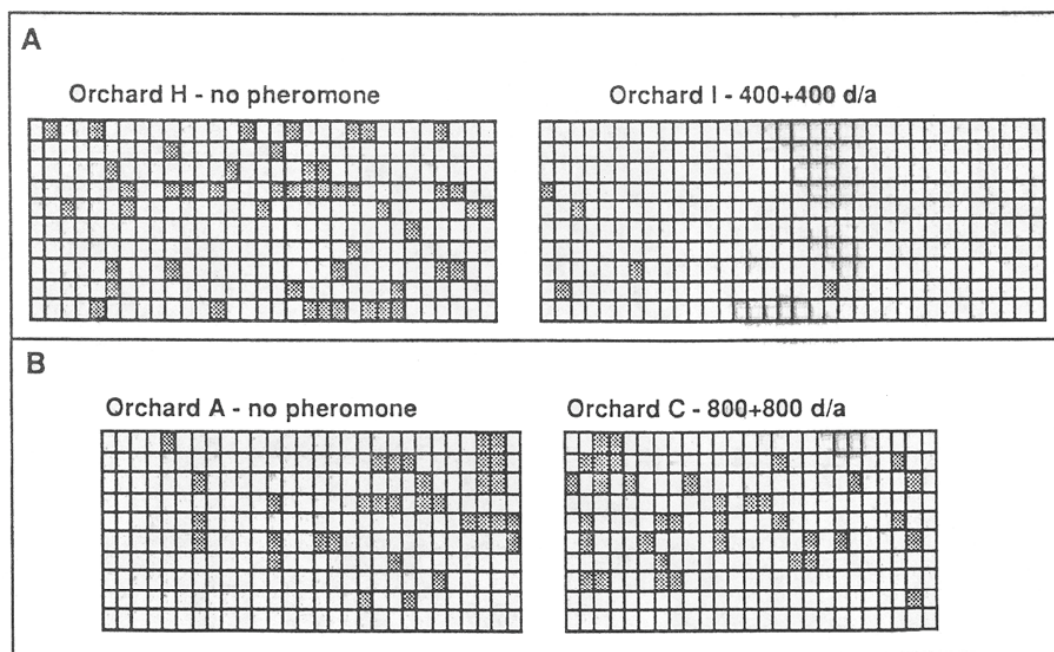 A
Orchard H - no pheromone
Orchard I - 400+400 d/a
B
Orchard A - no pheromone
Orchard C - 800+800 d/a